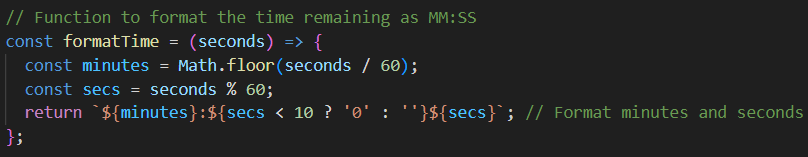 // Function to format the time remaining as MM:SS
const formatTime = (seconds) => {
  const minutes = Math.floor(seconds / 60);
  const secs = seconds % 60;
  return `${minutes}:${secs < 10 ? '0' : ''}${secs}`; // Format minutes and seconds
};